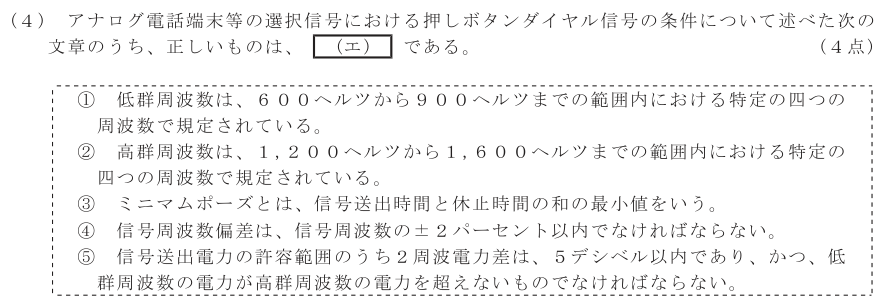 （４） アナログ電話端末等の選択信号における押しボタンダイヤル信号の条件について述べた次の
文章のうち、正しいものは、 （エ） である。 （４点）
① 低群周波数は、６００ヘルツから９００ヘルツまでの範囲内における特定の四つの
周波数で規定されている。
② 高群周波数は、１,２００ヘルツから１,６００ヘルツまでの範囲内における特定の
四つの周波数で規定されている。
③ ミニマムポーズとは、信号送出時間と休止時間の和の最小値をいう。
④ 信号周波数偏差は、信号周波数の±２パーセント以内でなければならない。
⑤ 信号送出電力の許容範囲のうち２周波電力差は、５デシベル以内であり、かつ、低
群周波数の電力が高群周波数の電力を超えないものでなければならない。